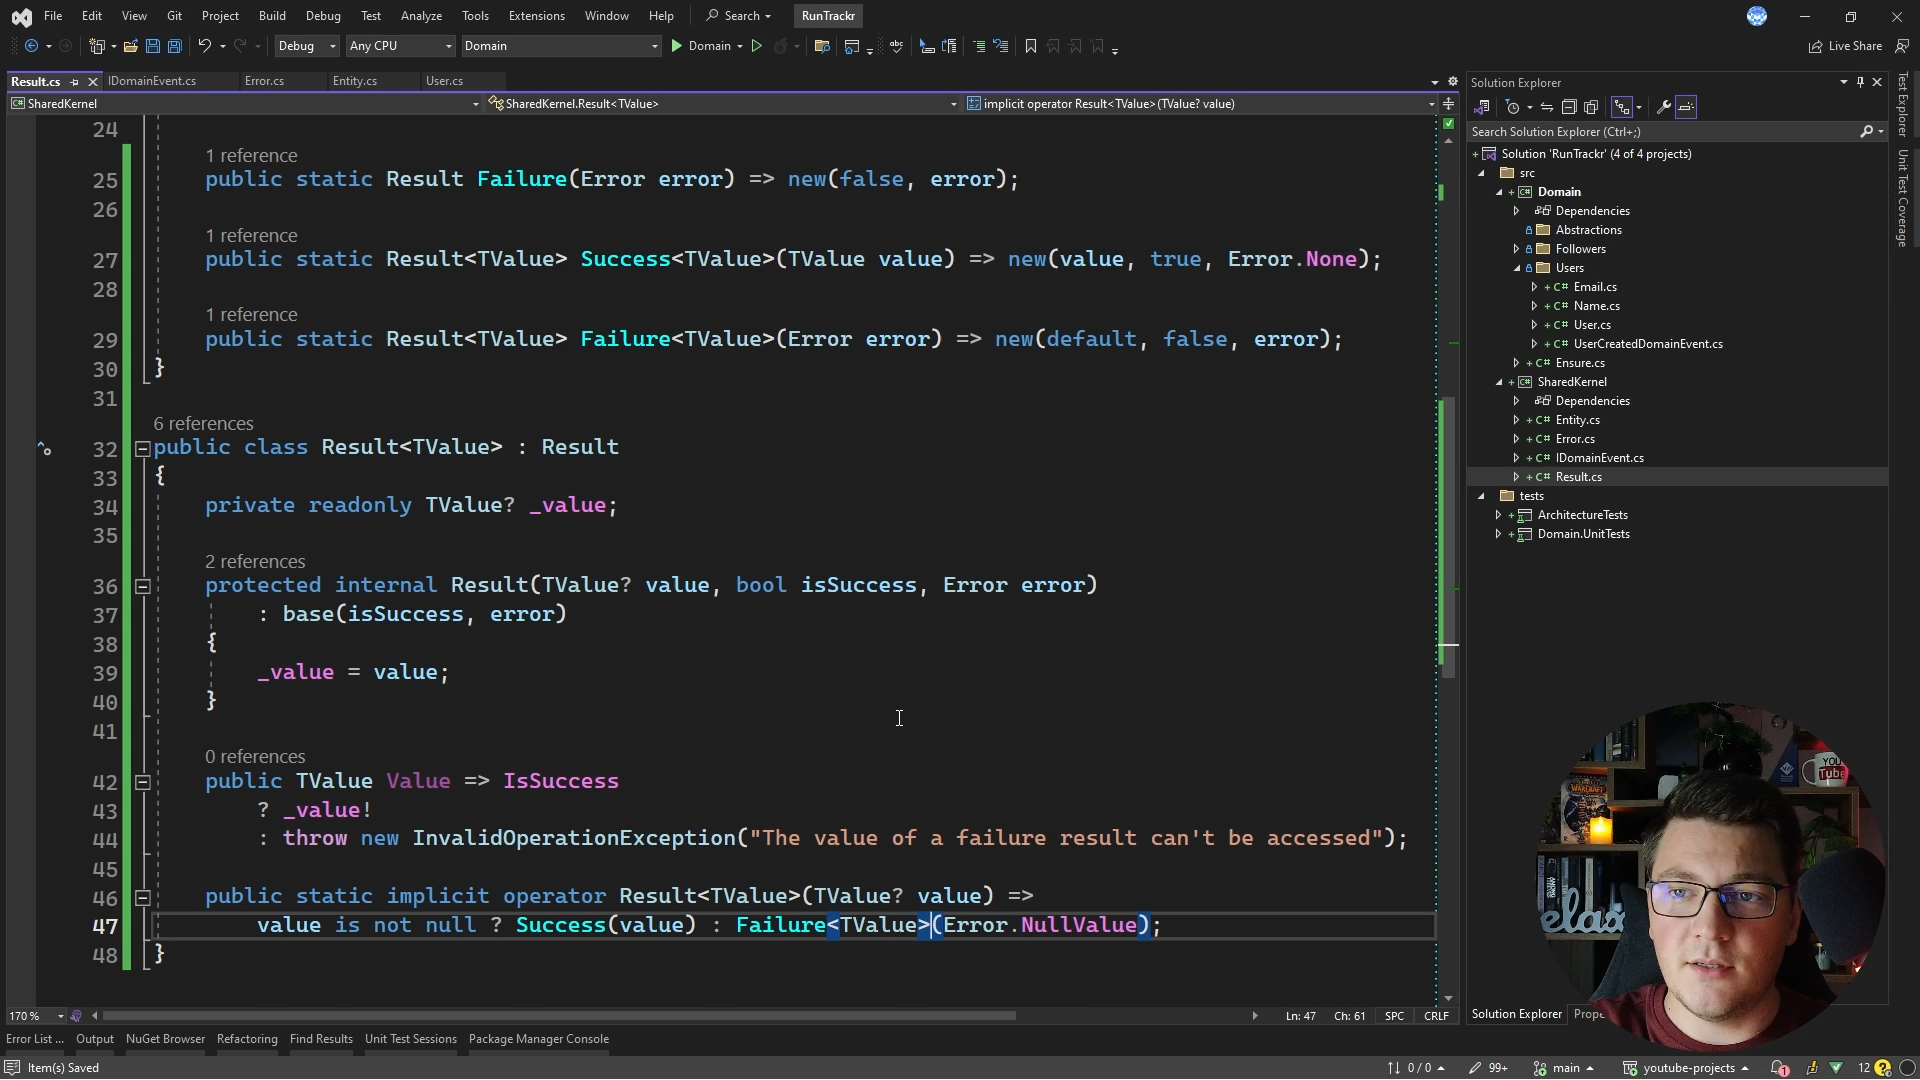 File Edit View Git Project Build Debug Test Analyze Tools Extensions Window Help Search RunTrackr
Debug Any CPU Domain Domain Live Share
Result.cs IDomainEvent.cs Error.cs Entity.cs User.cs
SharedKernel SharedKernel.Result<TValue> implicit operator Result<TValue>(TValue? value)
24
1 reference
25 public static Result Failure(Error error) => new(false, error);
26
1 reference
27 public static Result<TValue> Success<TValue>(TValue value) => new(value, true, Error.None);
28
1 reference
29 public static Result<TValue> Failure<TValue>(Error error) => new(default, false, error);
30 }
31
6 references
32 public class Result<TValue> : Result
33 {
34 private readonly TValue? _value;
35
2 references
36 protected internal Result(TValue? value, bool isSuccess, Error error)
37 : base(isSuccess, error)
38 {
39 _value = value;
40 }
41
0 references
42 public TValue Value => IsSuccess
43 ? _value!
44 : throw new InvalidOperationException("The value of a failure result can't be accessed");
45
46 public static implicit operator Result<TValue>(TValue? value) =>
47 value is not null ? Success(value) : Failure<TValue>(Error.NullValue);
48 }
170 % Ln: 47 Ch: 61 SPC CRLF
Error List ... Output NuGet Browser Refactoring Find Results Unit Test Sessions Package Manager Console
Item(s) Saved 0 / 0 99+ main youtube-projects 1 12
Solution Explorer
Search Solution Explorer (Ctrl+;)
Solution 'RunTrackr' (4 of 4 projects)
src
Domain
Dependencies
Abstractions
Followers
Users
C# Email.cs
C# Name.cs
C# User.cs
C# UserCreatedDomainEvent.cs
C# Ensure.cs
SharedKernel
Dependencies
C# Entity.cs
C# Error.cs
C# IDomainEvent.cs
C# Result.cs
tests
ArchitectureTests
Domain.UnitTests
Solution Explorer
Test Explorer
Unit Test Coverage
YOU
Tube
WARCRAFT